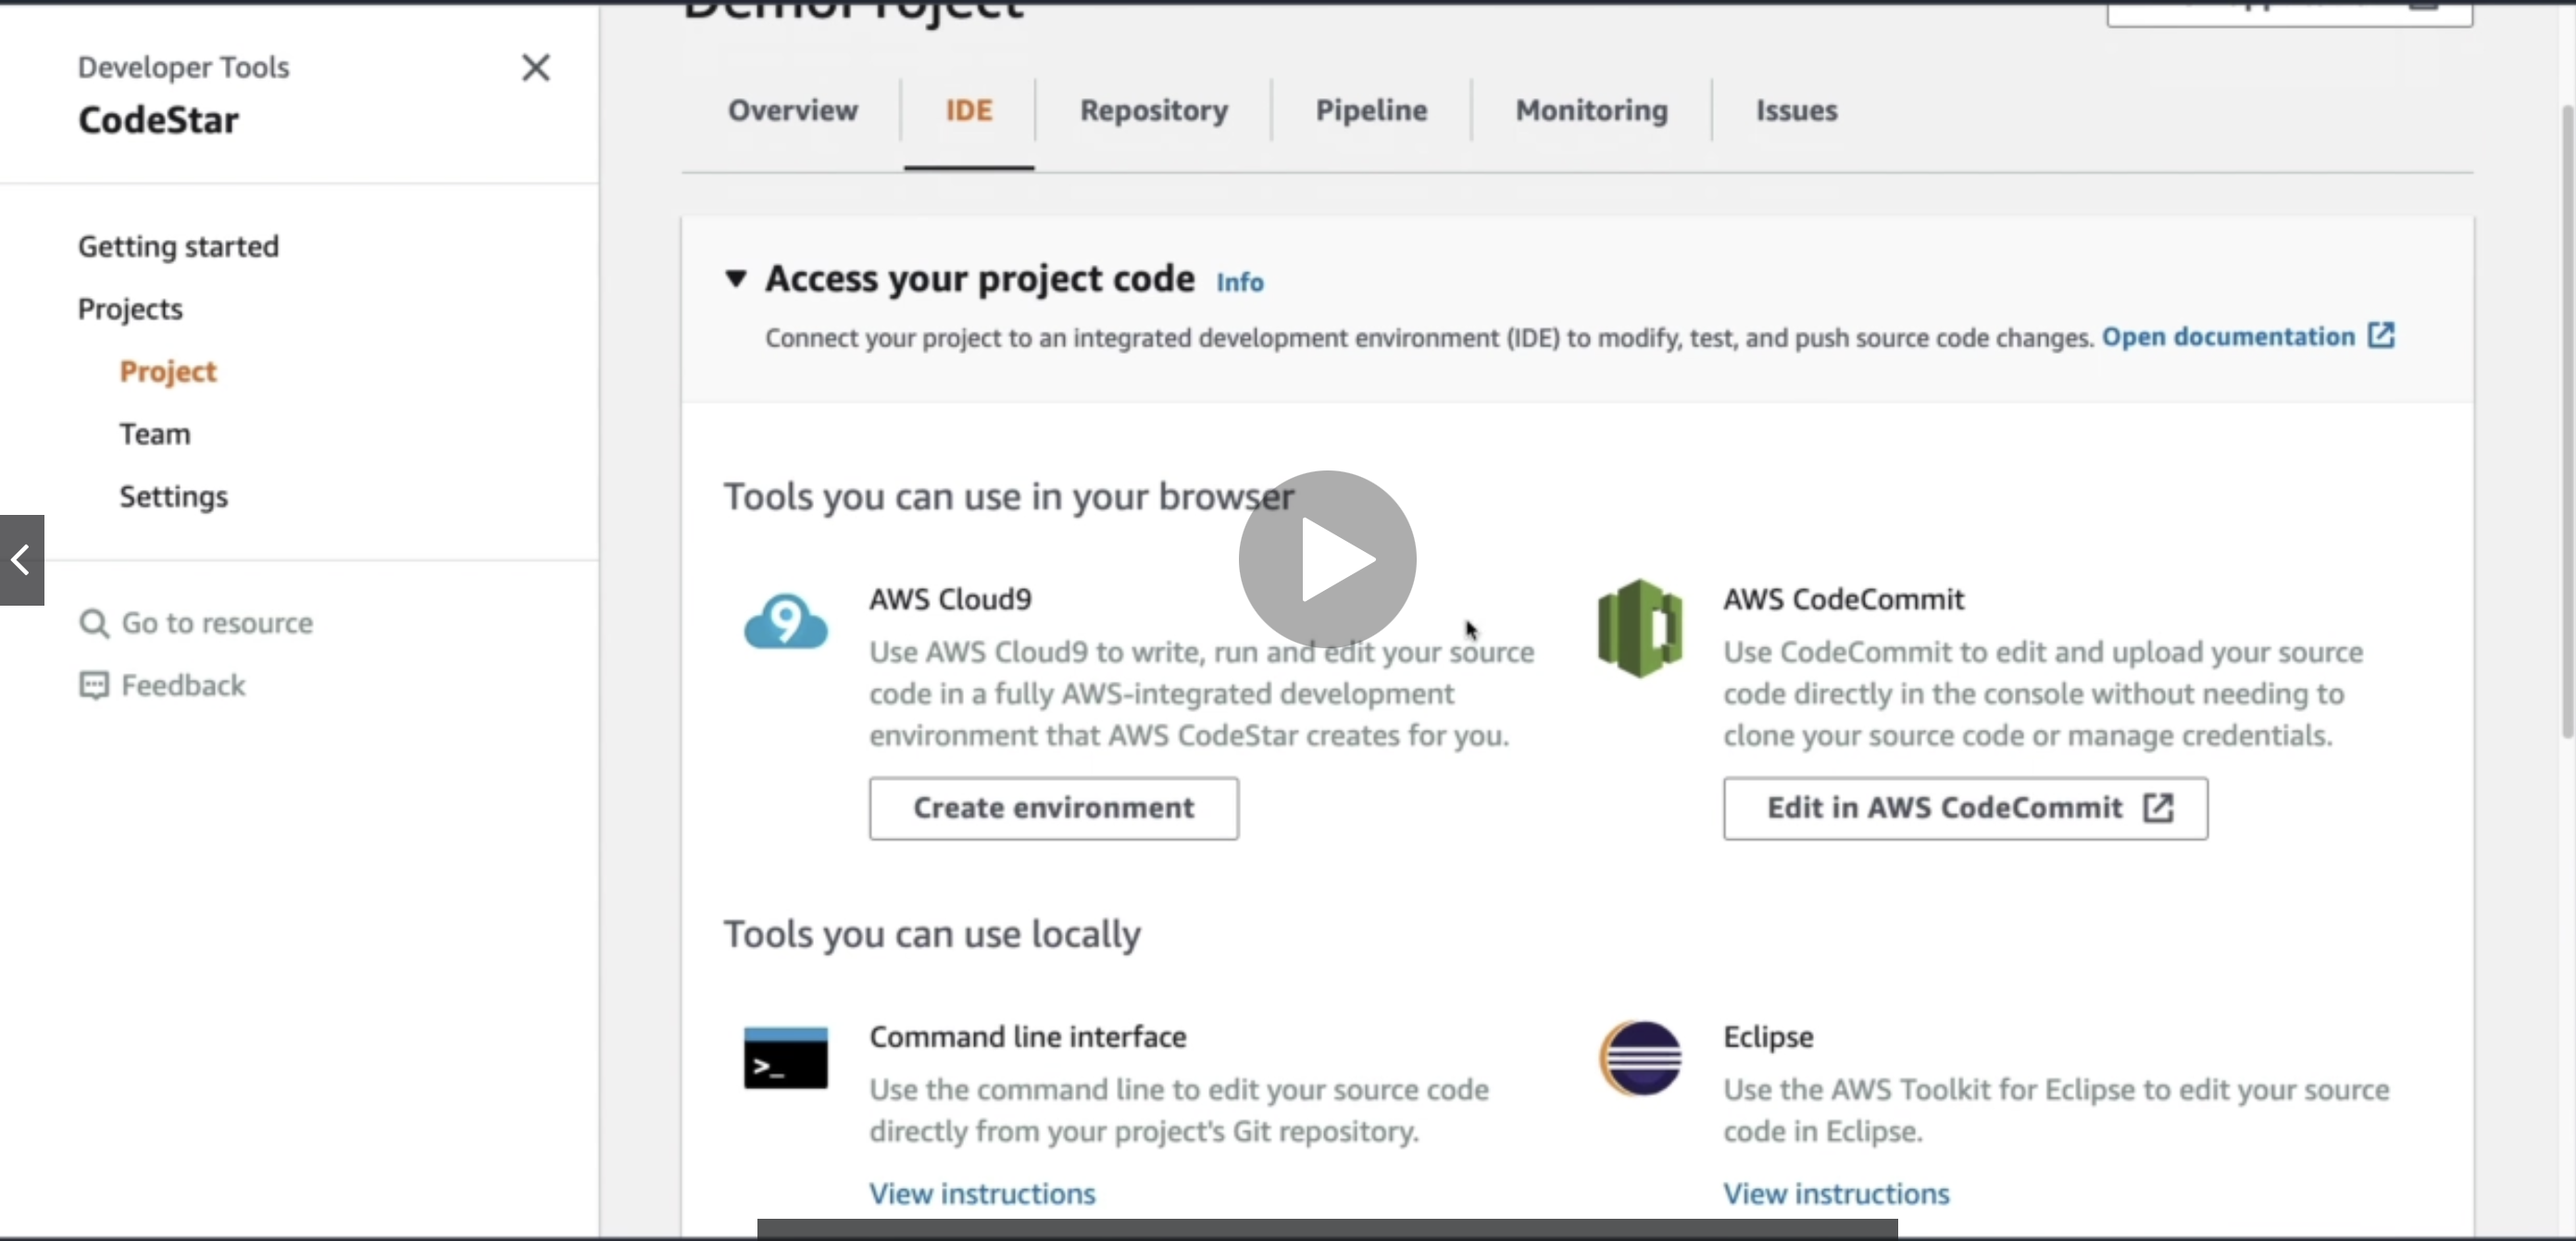 DemoProject
Developer Tools
CodeStar
Overview
IDE
Repository
Pipeline
Monitoring
Issues
Getting started
Projects
Project
Team
Settings
Go to resource
Feedback
Access your project code Info
Connect your project to an integrated development environment (IDE) to modify, test, and push source code changes. Open documentation
Tools you can use in your browser
9
AWS Cloud9
Use AWS Cloud9 to write, run and edit your source
code in a fully AWS-integrated development
environment that AWS CodeStar creates for you.
Create environment
AWS CodeCommit
Use CodeCommit to edit and upload your source
code directly in the console without needing to
clone your source code or manage credentials.
Edit in AWS CodeCommit
Tools you can use locally
>_
Command line interface
Use the command line to edit your source code
directly from your project's Git repository.
View instructions
Eclipse
Use the AWS Toolkit for Eclipse to edit your source
code in Eclipse.
View instructions